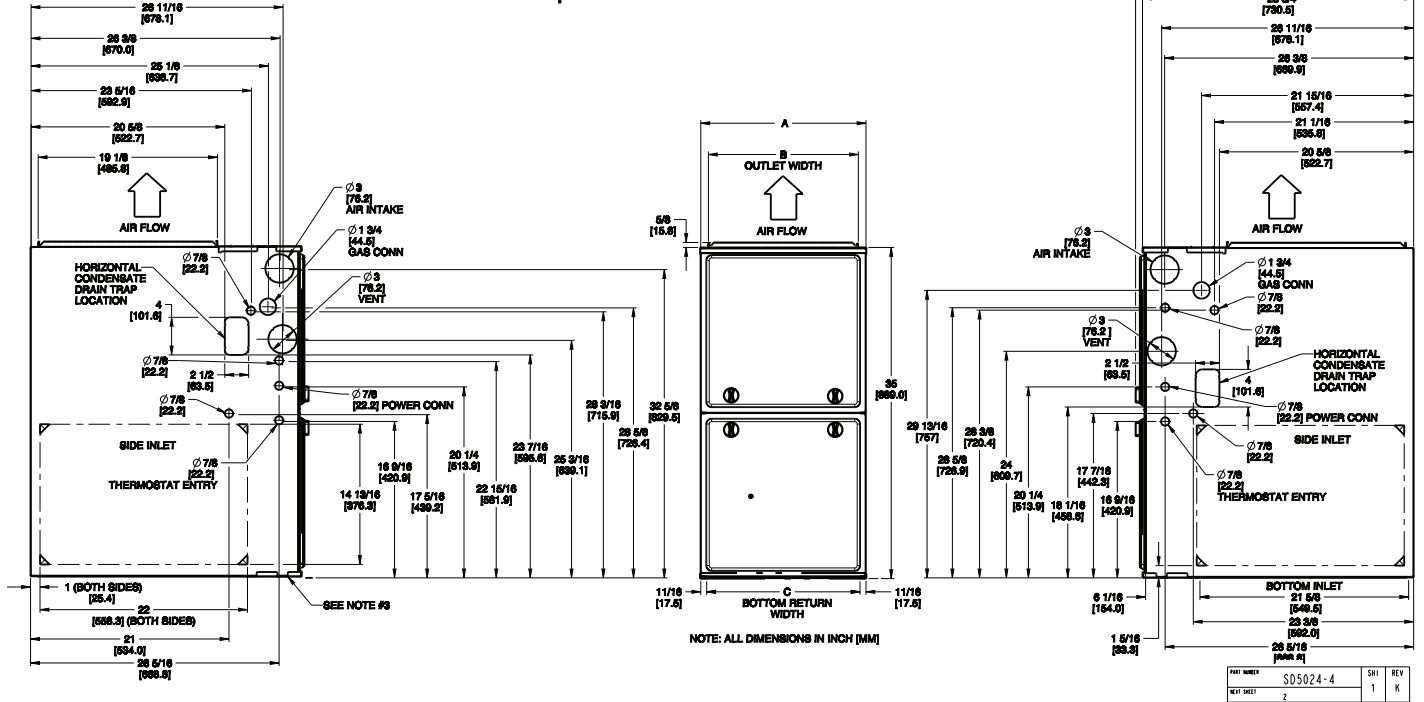 26 11/16
[678.1]
26 3/8
[670.0]
25 1/8
[638.7]
23 5/16
[592.9]
20 5/8
[522.7]
19 1/8
[485.8]
AIR FLOW
Ø 3
[76.2]
AIR INTAKE
Ø 1 3/4
[44.5]
GAS CONN
Ø 7/8
[22.2]
HORIZONTAL
CONDENSATE
DRAIN TRAP
LOCATION
4
[101.6]
Ø 3
[76.2]
VENT
Ø 7/8
[22.2]
2 1/2
[63.5]
Ø 7/8
[22.2]
Ø 7/8
[22.2] POWER CONN
SIDE INLET
Ø 7/8
[22.2]
THERMOSTAT ENTRY
14 13/16
[376.3]
16 9/16
[420.9]
17 5/16
[439.2]
20 1/4
[513.9]
22 15/16
[581.9]
23 7/16
[595.6]
25 3/16
[639.1]
28 3/16
[715.9]
28 5/8
[726.4]
32 5/8
[829.5]
1 (BOTH SIDES)
[25.4]
22
[558.3] (BOTH SIDES)
21
[534.0]
26 5/16
[668.8]
SEE NOTE #3
A
B
OUTLET WIDTH
AIR FLOW
5/8
[15.8]
35
[889.0]
11/16
[17.5]
C
BOTTOM RETURN
WIDTH
11/16
[17.5]
NOTE: ALL DIMENSIONS IN INCH [MM]
[730.5]
26 11/16
[678.1]
26 3/8
[669.9]
21 15/16
[557.4]
21 1/16
[535.8]
20 5/8
[522.7]
AIR FLOW
Ø 3
[76.2]
AIR INTAKE
Ø 1 3/4
[44.5]
GAS CONN
Ø 7/8
[22.2]
Ø 7/8
[22.2]
Ø 3
[76.2 ]
VENT
2 1/2
[63.5]
HORIZONTAL
CONDENSATE
DRAIN TRAP
LOCATION
4
[101.6]
Ø 7/8
[22.2] POWER CONN
SIDE INLET
Ø 7/8
[22.2]
Ø 7/8
[22.2]
THERMOSTAT ENTRY
29 13/16
[757]
28 5/8
[726.9]
28 3/8
[720.4]
24
[609.7]
20 1/4
[513.9]
18 1/16
[458.6]
17 7/16
[442.3]
16 9/16
[420.9]
6 1/16
[154.0]
1 5/16
[33.3]
BOTTOM INLET
21 5/8
[549.5]
23 3/8
[592.0]
26 5/16
PART NUMBER
SD5024-4
SHT
1
REV
K
NEXT SHEET
2